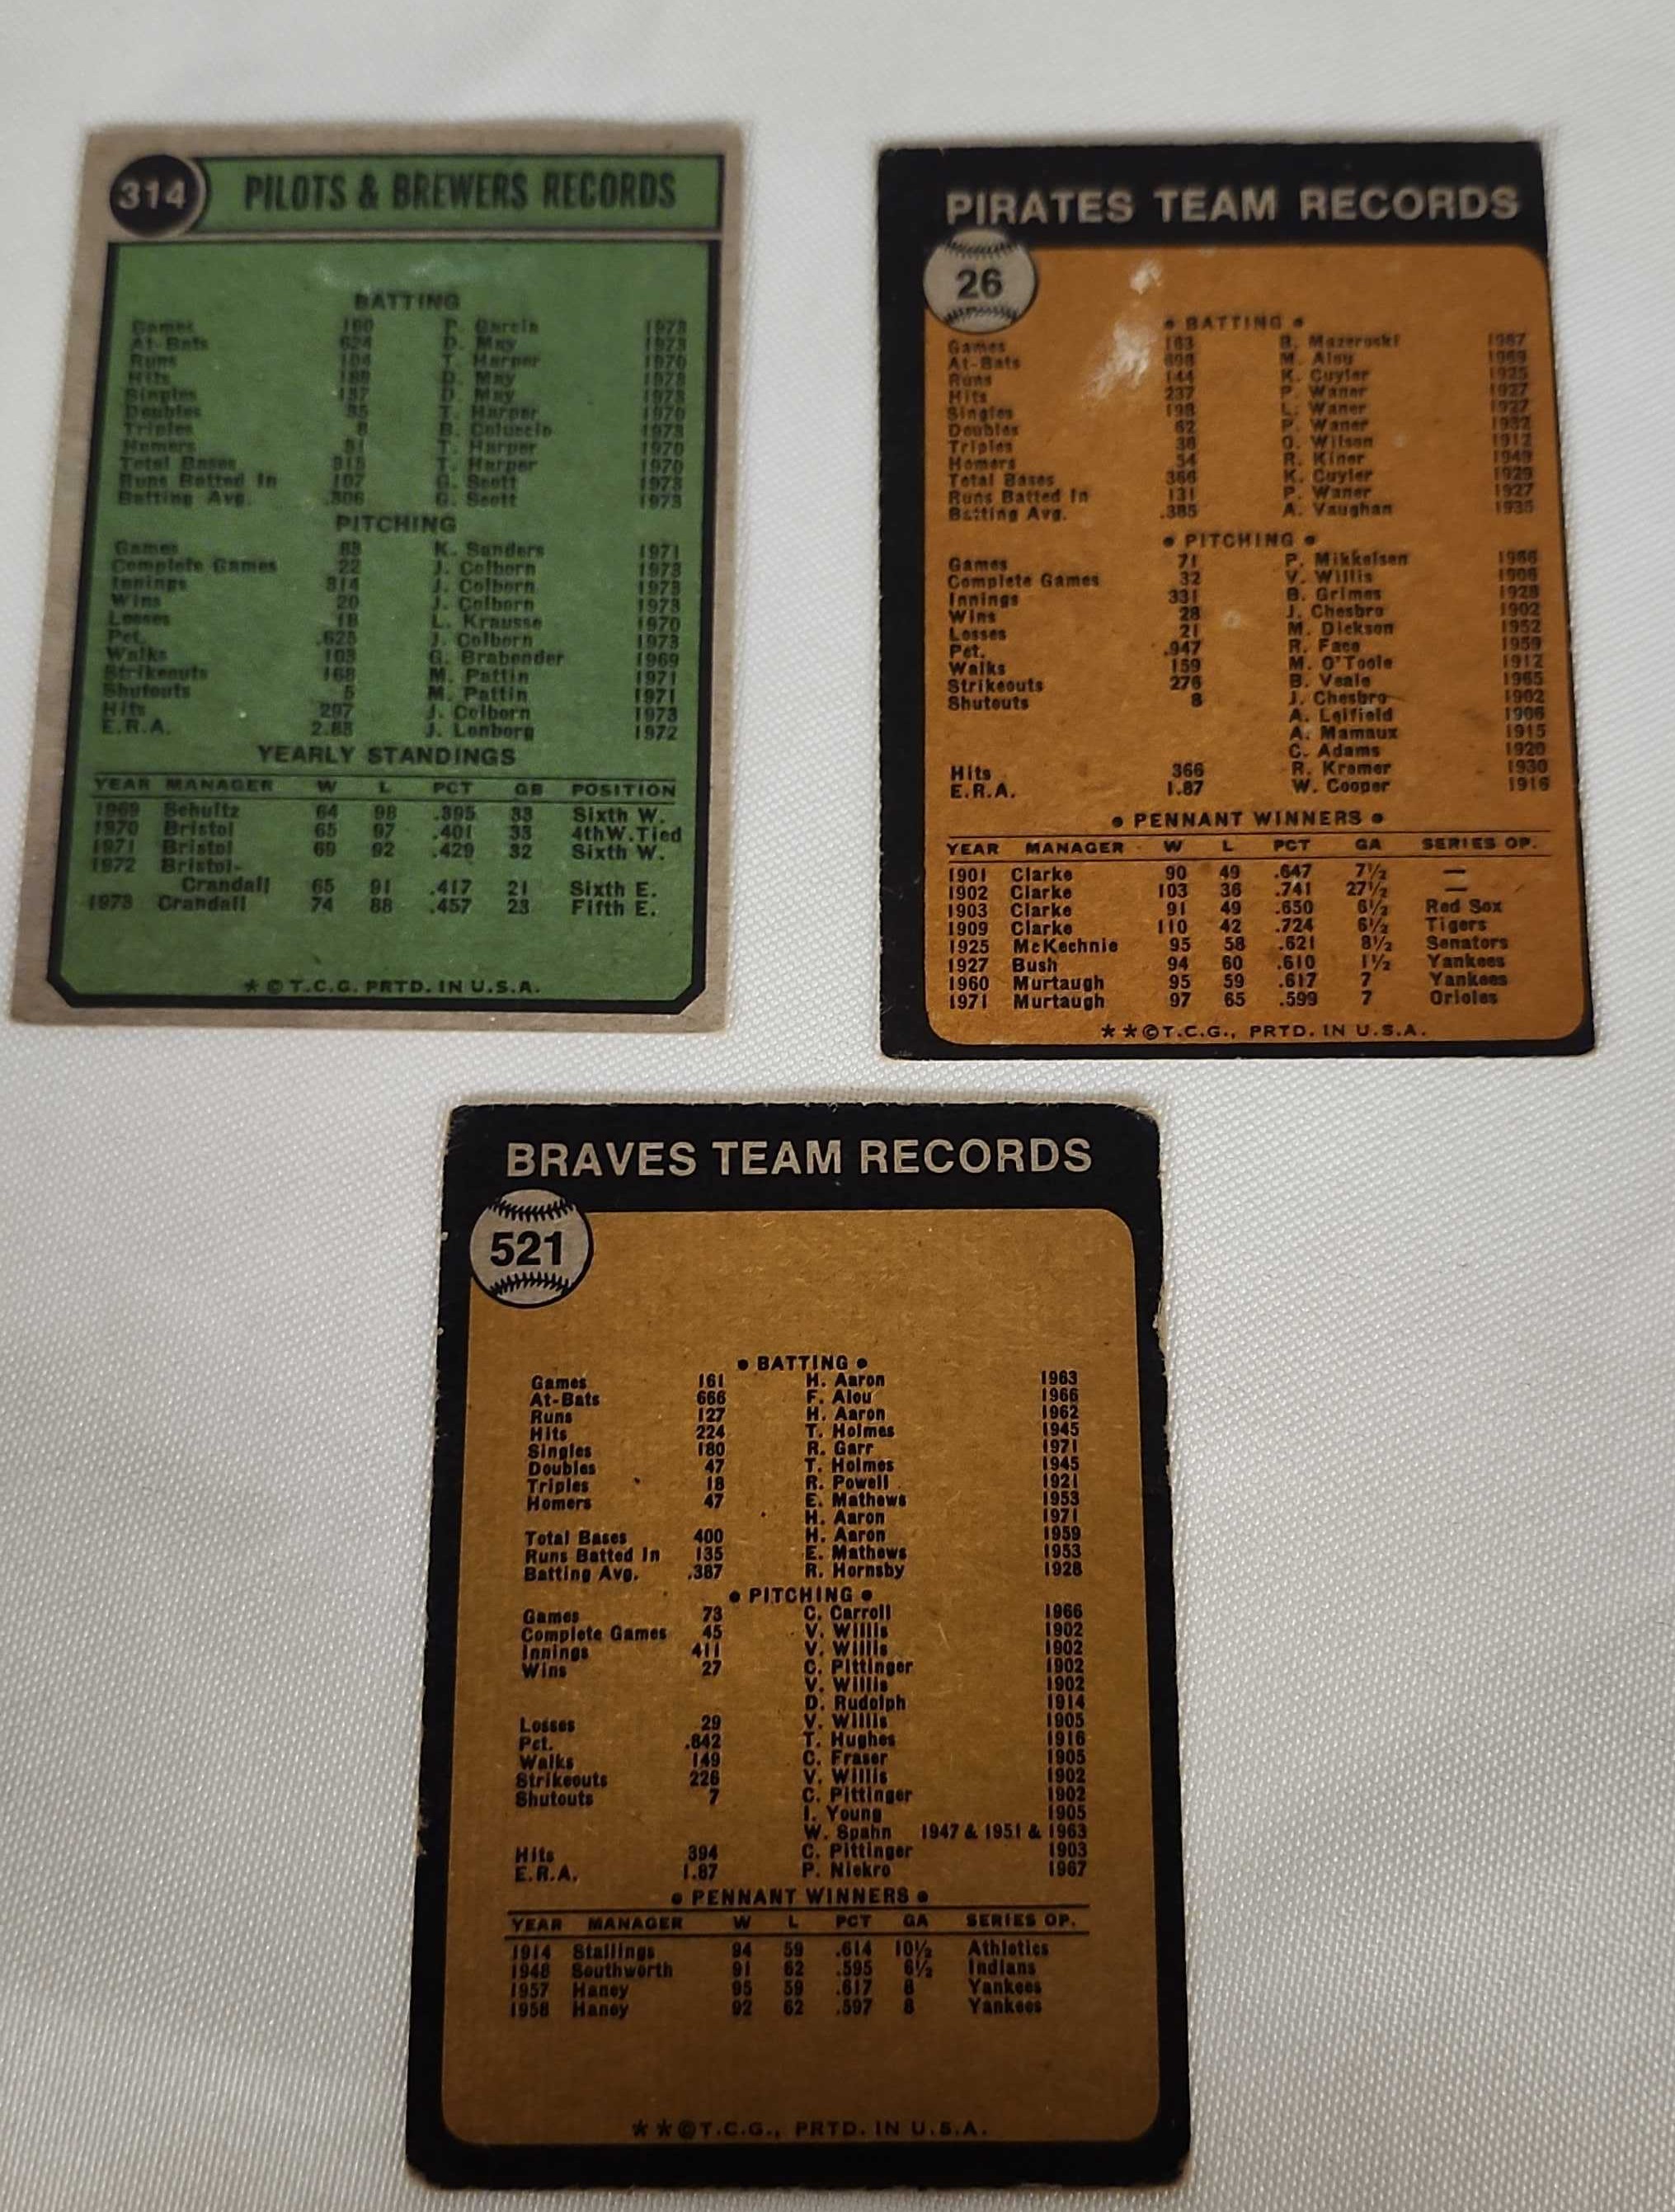 314
PILOTS & BREWERS RECORDS
BATTING
Games 160 P. Garcia 1973
At-Bats 624 D. May 1973
Runs 104 T. Harper 1970
Hits 189 D. May 1973
Singles 137 D. May 1973
Doubles 35 T. Harper 1970
Triples 8 B. Coluccio 1973
Homers 31 T. Harper 1970
Total Bases 315 T. Harper 1970
Runs Batted In 107 G. Scott 1973
Batting Avg. .306 G. Scott 1973
PITCHING
Games 83 K. Sanders 1971
Complete Games 22 J. Colborn 1973
Innings 314 J. Colborn 1973
Wins 20 J. Colborn 1973
Losses 18 L. Krausse 1970
Pct. .625 J. Colborn 1973
Walks 103 G. Brabender 1969
Strikeouts 168 M. Pattin 1971
Shutouts 5 M. Pattin 1971
Hits 297 J. Colborn 1973
E.R.A. 2.83 J. Lonborg 1972
YEARLY STANDINGS
YEAR MANAGER W L PCT GB POSITION
1969 Schultz 64 98 .395 33 Sixth W.
1970 Bristol 65 97 .401 33 4thW.Tied
1971 Bristol 69 92 .429 32 Sixth W.
1972 Bristol-
Crandall 65 91 .417 21 Sixth E.
1973 Crandall 74 88 .457 23 Fifth E.
* © T.C.G. PRTD. IN U.S.A.
PIRATES TEAM RECORDS
26
• BATTING •
Games 163 B. Mazeroski 1967
At-Bats 698 M. Alou 1969
Runs 144 K. Cuyler 1925
Hits 237 P. Waner 1927
Singles 198 L. Waner 1927
Doubles 62 P. Waner 1932
Triples 36 O. Wilson 1912
Homers 54 R. Kiner 1949
Total Bases 366 K. Cuyler 1925
Runs Batted In 131 P. Waner 1927
Batting Avg. .385 A. Vaughan 1935
• PITCHING •
Games 71 P. Mikkelsen 1966
Complete Games 32 V. Willis 1906
Innings 331 B. Grimes 1928
Wins 28 J. Chesbro 1902
Losses 21 M. Dickson 1952
Pct. .947 R. Face 1959
Walks 159 M. O'Toole 1912
Strikeouts 276 B. Veale 1965
Shutouts 8 J. Chesbro 1902
A. Leifield 1906
A. Mamaux 1915
C. Adams 1920
Hits 366 R. Kremer 1930
E.R.A. 1.87 W. Cooper 1916
• PENNANT WINNERS •
YEAR MANAGER W L PCT GA SERIES OP.
1901 Clarke 90 49 .647 7½ —
1902 Clarke 103 36 .741 27½ —
1903 Clarke 91 49 .650 6½ Red Sox
1909 Clarke 110 42 .724 6½ Tigers
1925 McKechnie 95 58 .621 8½ Senators
1927 Bush 94 60 .610 1½ Yankees
1960 Murtaugh 95 59 .617 7 Yankees
1971 Murtaugh 97 65 .599 7 Orioles
**©T.C.G., PRTD. IN U.S.A.
BRAVES TEAM RECORDS
521
• BATTING •
Games 161 H. Aaron 1963
At-Bats 666 F. Alou 1966
Runs 127 H. Aaron 1962
Hits 224 T. Holmes 1945
Singles 180 R. Garr 1971
Doubles 47 T. Holmes 1945
Triples 18 R. Powell 1921
Homers 47 E. Mathews 1953
H. Aaron 1971
Total Bases 400 H. Aaron 1959
Runs Batted In 135 E. Mathews 1953
Batting Avg. .387 R. Hornsby 1928
• PITCHING •
Games 73 C. Carroll 1966
Complete Games 45 V. Willis 1902
Innings 411 V. Willis 1902
Wins 27 C. Pittinger 1902
V. Willis 1902
D. Rudolph 1914
Losses 29 V. Willis 1905
Pct. .842 T. Hughes 1916
Walks 149 C. Fraser 1905
Strikeouts 226 V. Willis 1902
Shutouts 7 C. Pittinger 1902
I. Young 1905
W. Spahn 1947 & 1951 & 1963
Hits 394 C. Pittinger 1903
E.R.A. 1.87 P. Niekro 1967
• PENNANT WINNERS •
YEAR MANAGER W L PCT GA SERIES OP.
1914 Stallings 94 59 .614 10½ Athletics
1948 Southworth 91 62 .595 6½ Indians
1957 Haney 95 59 .617 8 Yankees
1958 Haney 92 62 .597 8 Yankees
**©T.C.G., PRTD. IN U.S.A.